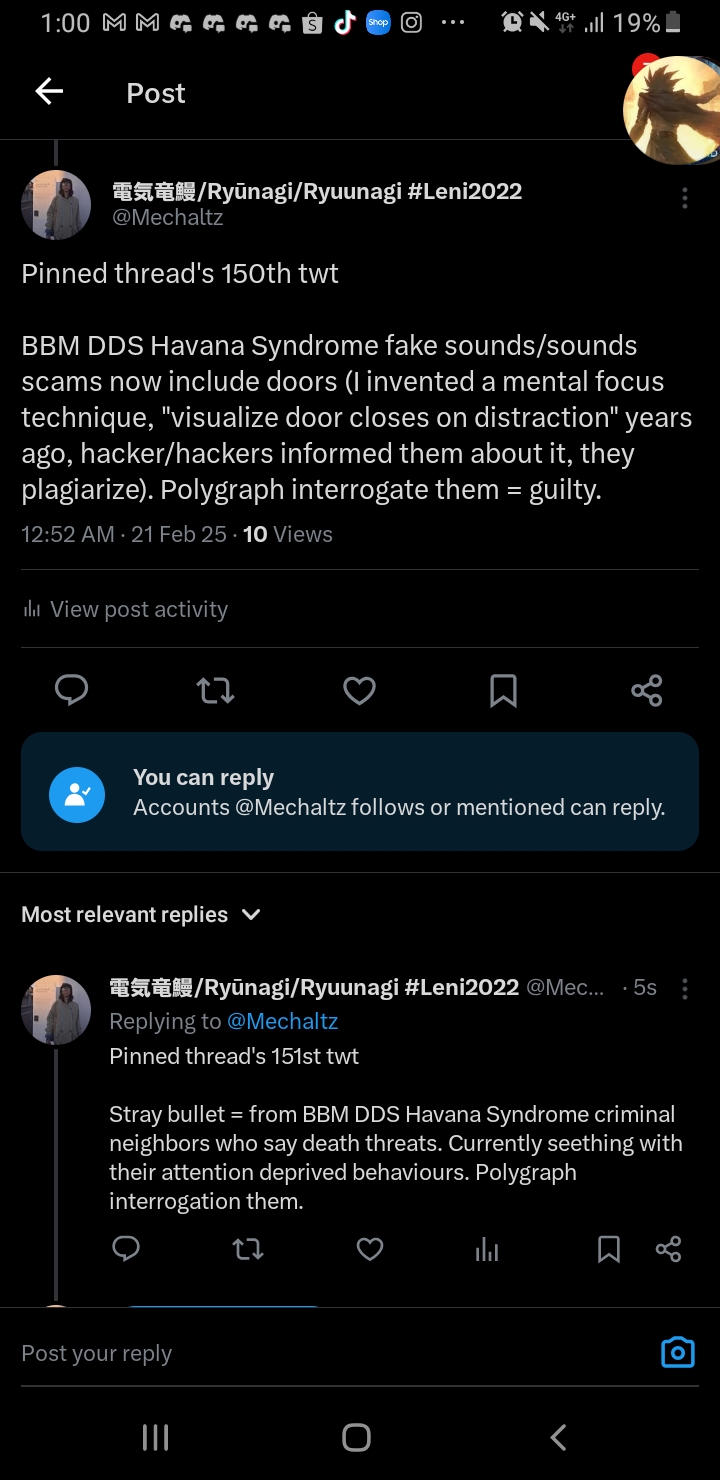 1:00
4G+
19%
Shop
Post
電気竜鰻/Ryūnagi/Ryuunagi #Leni2022
@Mechaltz
Pinned thread's 150th twt
BBM DDS Havana Syndrome fake sounds/sounds
scams now include doors (I invented a mental focus
technique, "visualize door closes on distraction" years
ago, hacker/hackers informed them about it, they
plagiarize). Polygraph interrogate them = guilty.
12:52 AM · 21 Feb 25 · 10 Views
View post activity
You can reply
Accounts @Mechaltz follows or mentioned can reply.
Most relevant replies
電気竜鰻/Ryūnagi/Ryuunagi #Leni2022 @Mec... · 5s
Replying to @Mechaltz
Pinned thread's 151st twt
Stray bullet = from BBM DDS Havana Syndrome criminal
neighbors who say death threats. Currently seething with
their attention deprived behaviours. Polygraph
interrogation them.
Post your reply